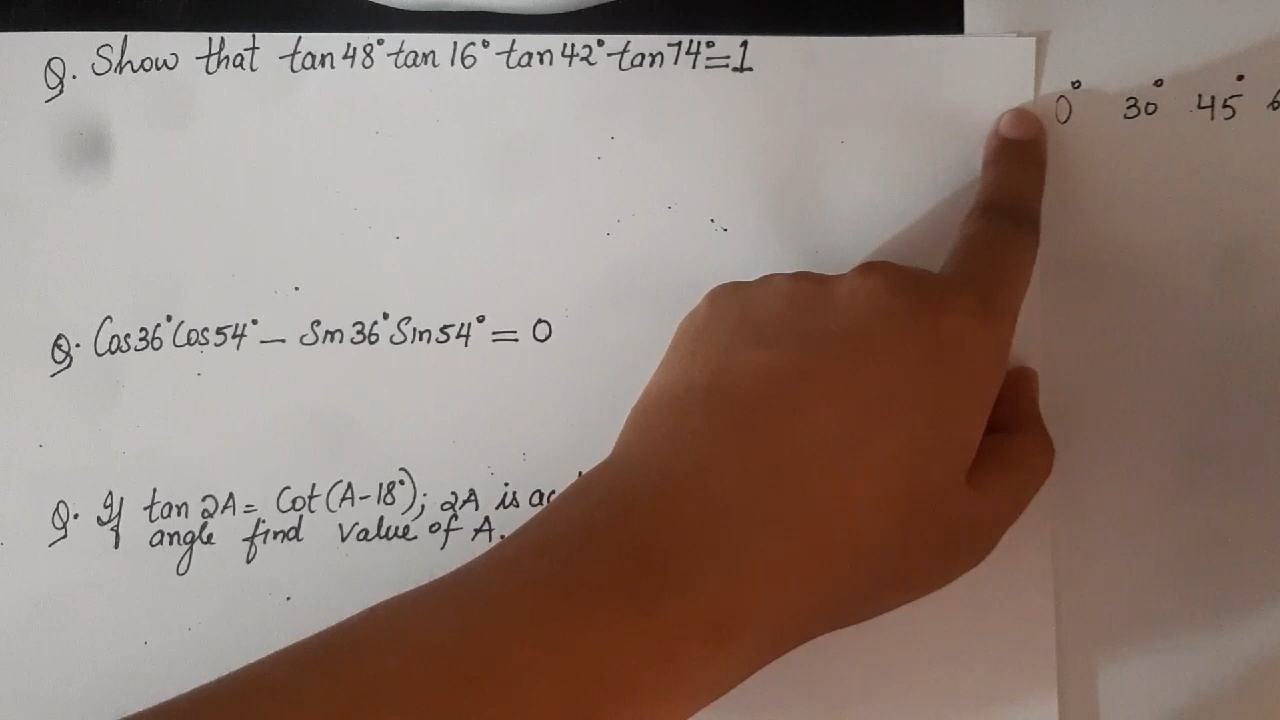 Q. Show that tan 48° tan 16° tan 42° tan 74° = 1
0° 30° 45°
Q. Cos 36° Cos 54° - Sin 36° Sin 54° = 0
Q. If tan 2A = Cot (A - 18°); 2A is
angle find value of A.